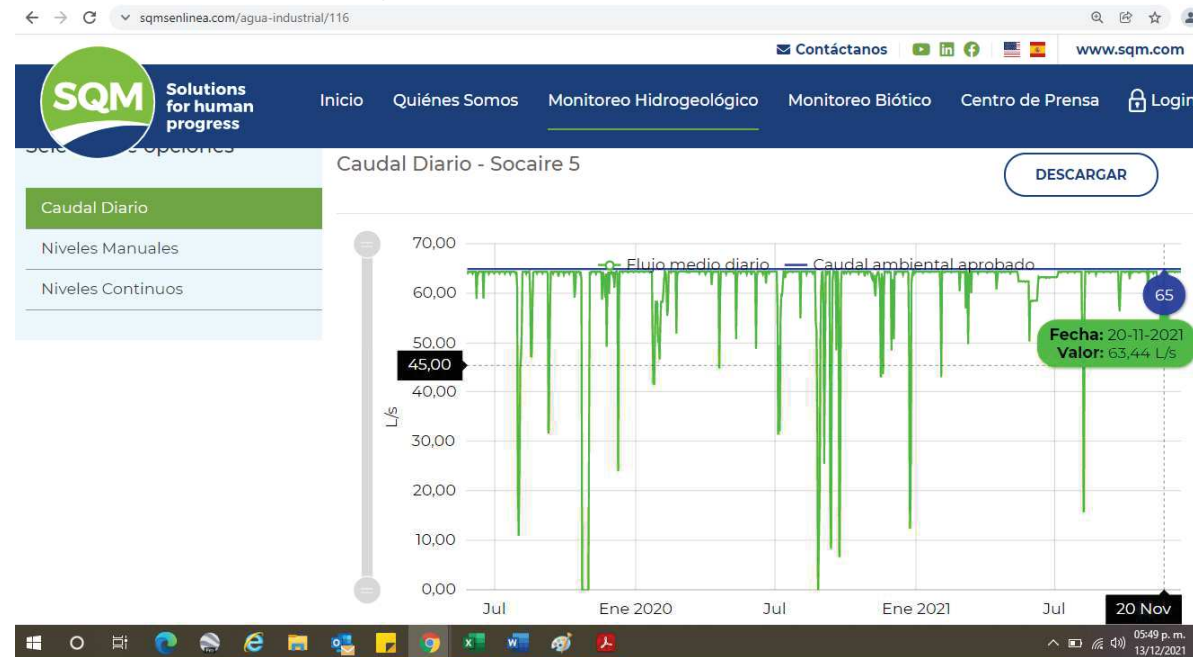 sqmsenlinea.com/agua-industrial/116
Contáctanos
www.sqm.com
SQM
Solutions
for human
progress
Inicio
Quiénes Somos
Monitoreo Hidrogeológico
Monitoreo Biótico
Centro de Prensa
Login
opciones
Caudal Diario
Niveles Manuales
Niveles Continuos
Caudal Diario - Socaire 5
DESCARGAR
Flujo medio diario
Caudal ambiental aprobado
70,00
60,00
50,00
45,00
40,00
30,00
20,00
10,00
0,00
L/s
65
Fecha: 20-11-2021
Valor: 63,44 L/s
Jul
Ene 2020
Jul
Ene 2021
Jul
20 Nov
05:49 p. m.
13/12/2021